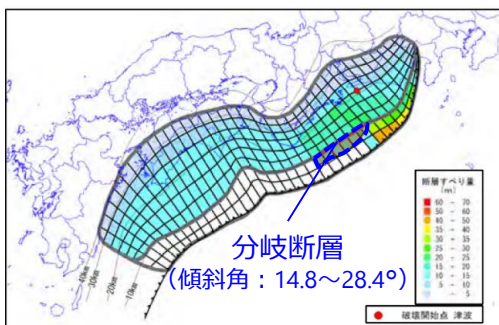 分岐断層
(傾斜角：14.8～28.4°)
40km
30km
20km
10km
断層すべり量
(m)
60 － 70
50 － 60
40 － 50
35 － 40
30 － 35
25 － 30
20 － 25
15 － 20
10 － 15
5 － 10
－ 5
破壊開始点 津波